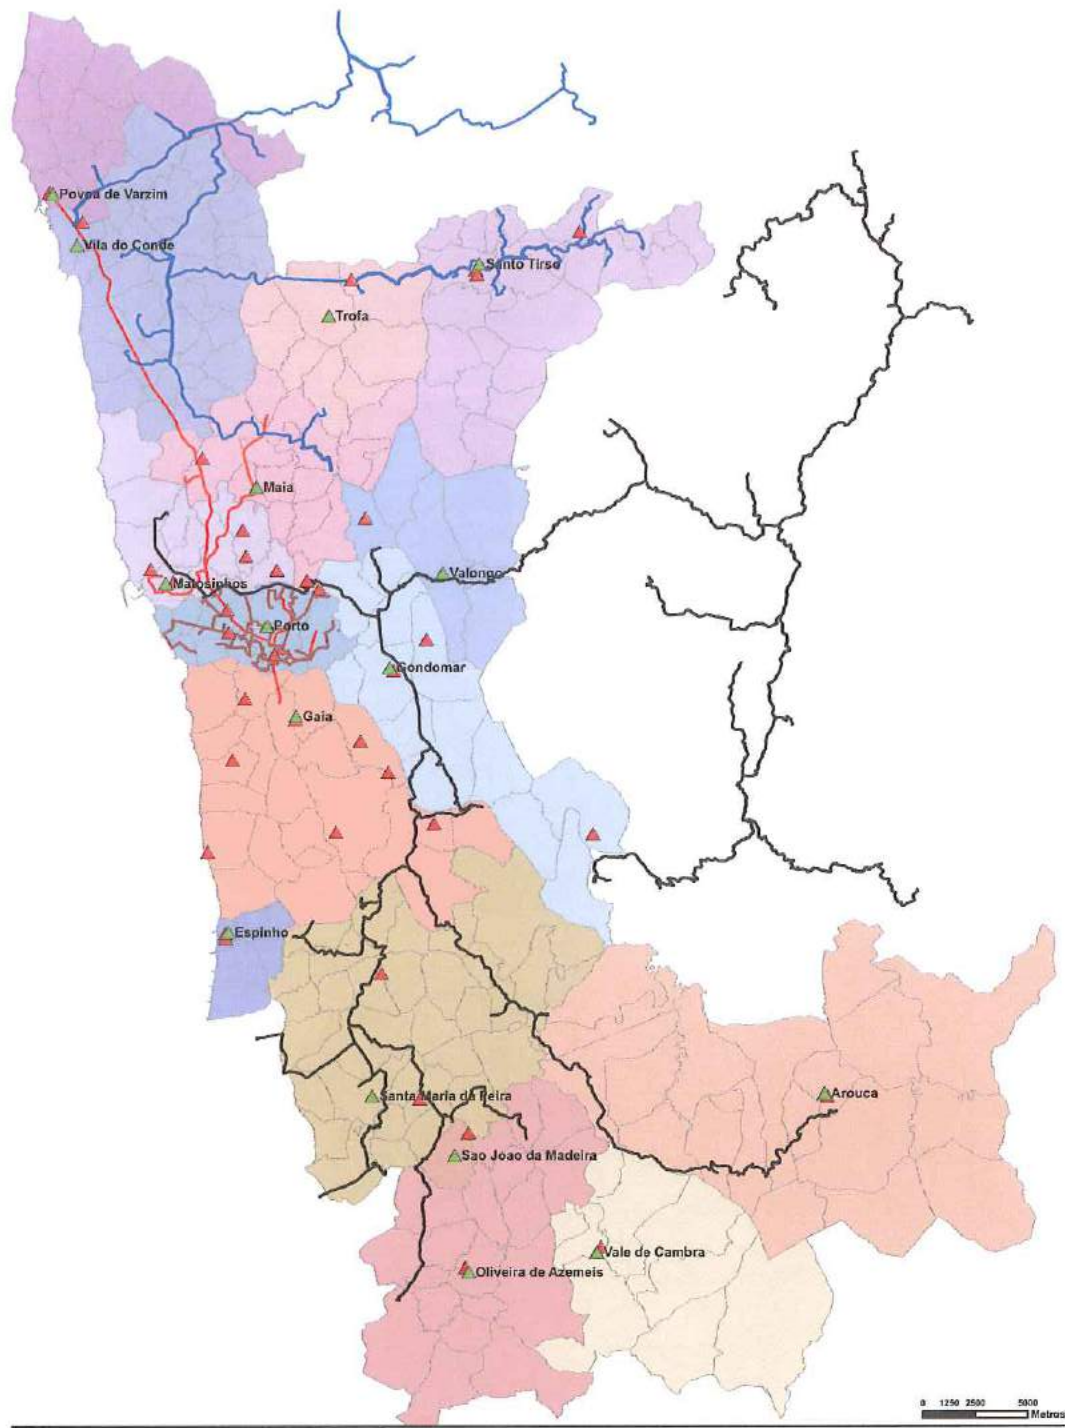 Povoa de Varzim
Vila do Conde
Santo Tirso
Trofa
Maia
Valongo
Matosinhos
Porto
Gondomar
Gaia
Espinho
Santa Maria da Feira
Arouca
Sao Joao da Madeira
Vale de Cambra
Oliveira de Azemeis
0 1250 2500 5000
Metros